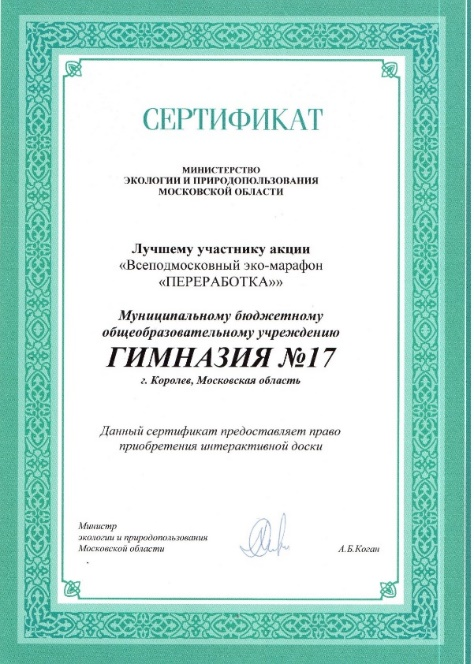 СЕРТИФИКАТ
МИНИСТЕРСТВО
ЭКОЛОГИИ И ПРИРОДОПОЛЬЗОВАНИЯ
МОСКОВСКОЙ ОБЛАСТИ
Лучшему участнику акции
«Всеподмосковный эко-марафон
«ПЕРЕРАБОТКА»»
Муниципальному бюджетному
общеобразовательному учреждению
ГИМНАЗИЯ №17
г. Королев, Московская область
Данный сертификат предоставляет право
приобретения интерактивной доски
Министр
экологии и природопользования
Московской области
А.Б.Коган